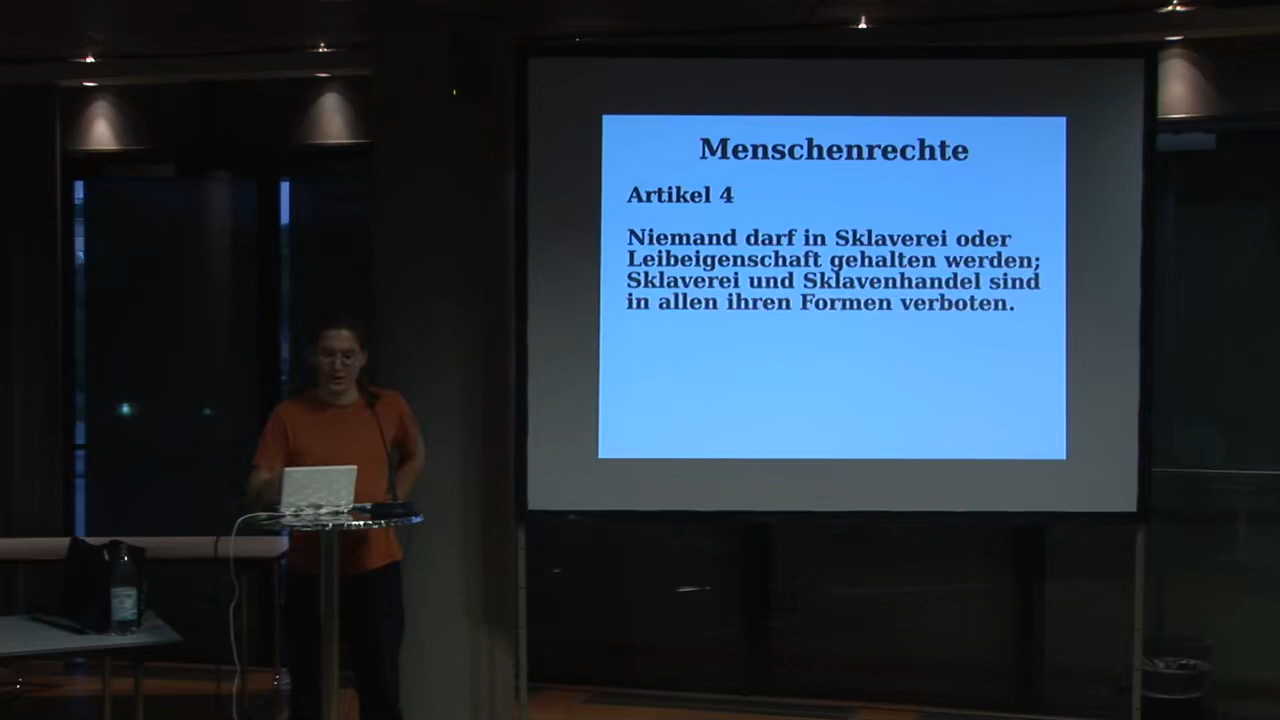 Menschenrechte
Artikel 4
Niemand darf in Sklaverei oder
Leibeigenschaft gehalten werden;
Sklaverei und Sklavenhandel sind
in allen ihren Formen verboten.